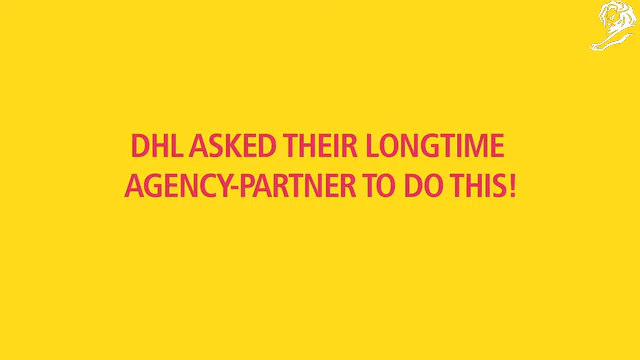 DHL ASKED THEIR LONGTIME
AGENCY-PARTNER TO DO THIS!